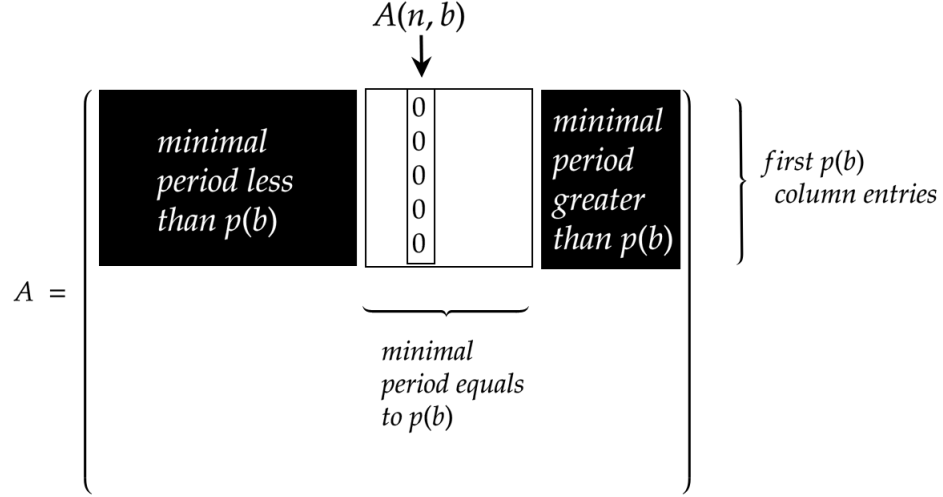 A(n, b)
minimal
period less
than p(b)
0
0
0
0
0
minimal
period
greater
than p(b)
first p(b)
column entries
A =
minimal
period equals
to p(b)